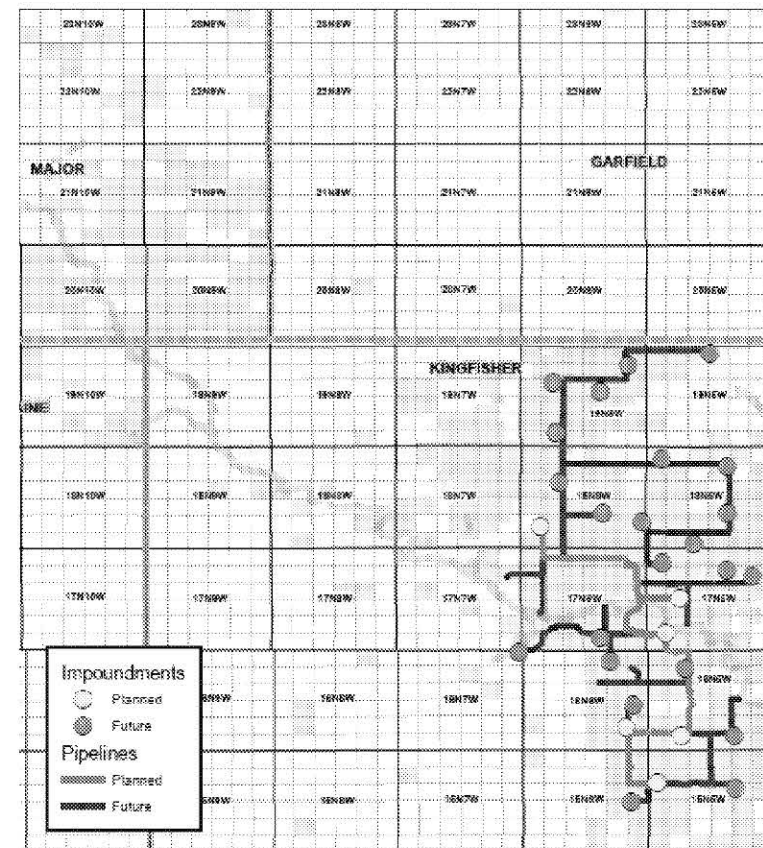 23N10W 23N9W 23N8W 23N7W 23N6W 23N5W
22N10W 22N9W 22N8W 22N7W 22N6W 22N5W
MAJOR
GARFIELD
21N10W 21N9W 21N8W 21N7W 21N6W 21N5W
20N10W 20N9W 20N8W 20N7W 20N6W 20N5W
KINGFISHER
19N10W 19N9W 19N8W 19N7W 19N6W 19N5W
INE
18N10W 18N9W 18N8W 18N7W 18N6W 18N5W
17N10W 17N9W 17N8W 17N7W 17N6W 17N5W
6N9W 16N8W 16N7W 16N6W 16N5W
5N9W 15N8W 15N7W 15N6W 15N5W
Impoundments
Planned
Future
Pipelines
Planned
Future